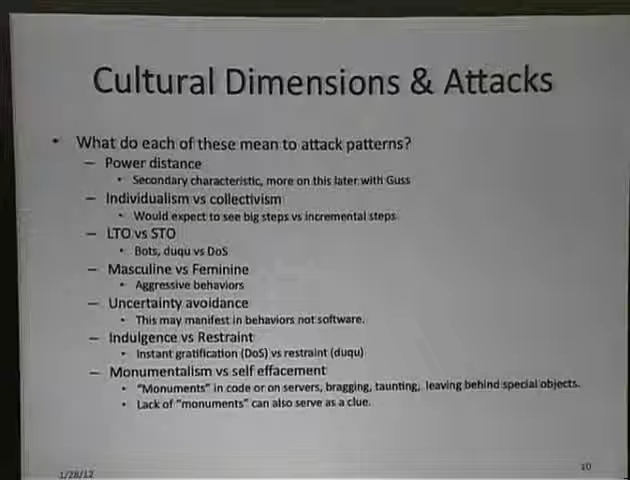 Cultural Dimensions & Attacks
• What do each of these mean to attack patterns?
– Power distance
• Secondary characteristic, more on this later with Guss
– Individualism vs collectivism
• Would expect to see big steps vs incremental steps
– LTO vs STO
• Bots, duqu vs DoS
– Masculine vs Feminine
• Aggressive behaviors
– Uncertainty avoidance
• This may manifest in behaviors not software.
– Indulgence vs Restraint
• Instant gratification (DoS) vs restraint (duqu)
– Monumentalism vs self effacement
• "Monuments" in code or on servers, bragging, taunting, leaving behind special objects.
• Lack of "monuments" can also serve as a clue.
1/28/12
10